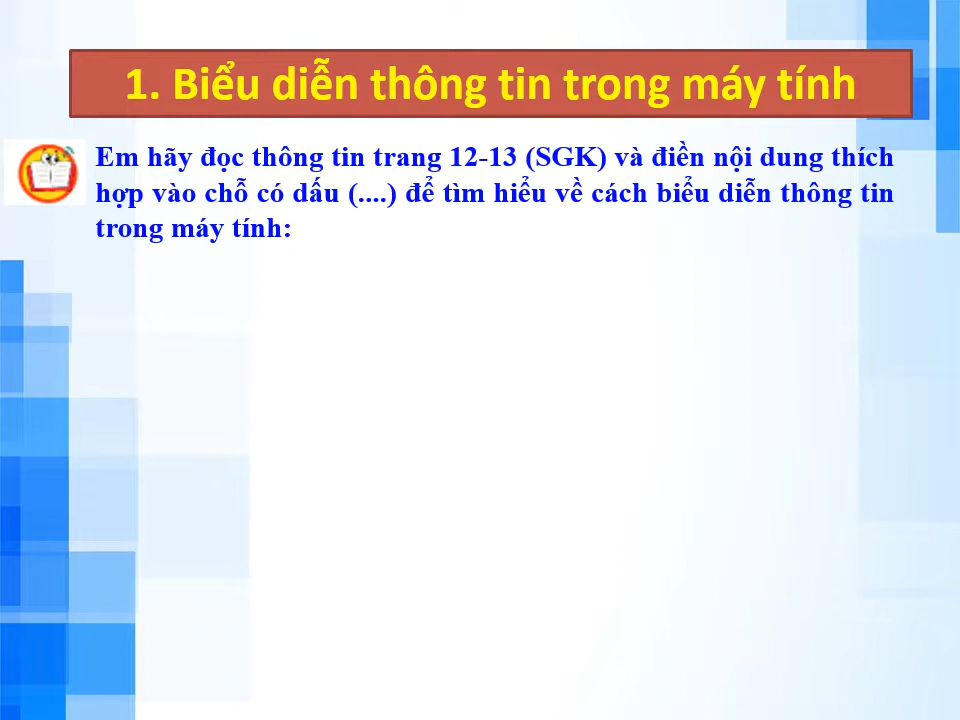 1. Biểu diễn thông tin trong máy tính
Em hãy đọc thông tin trang 12-13 (SGK) và điền nội dung thích
hợp vào chỗ có dấu (....) để tìm hiểu về cách biểu diễn thông tin
trong máy tính: